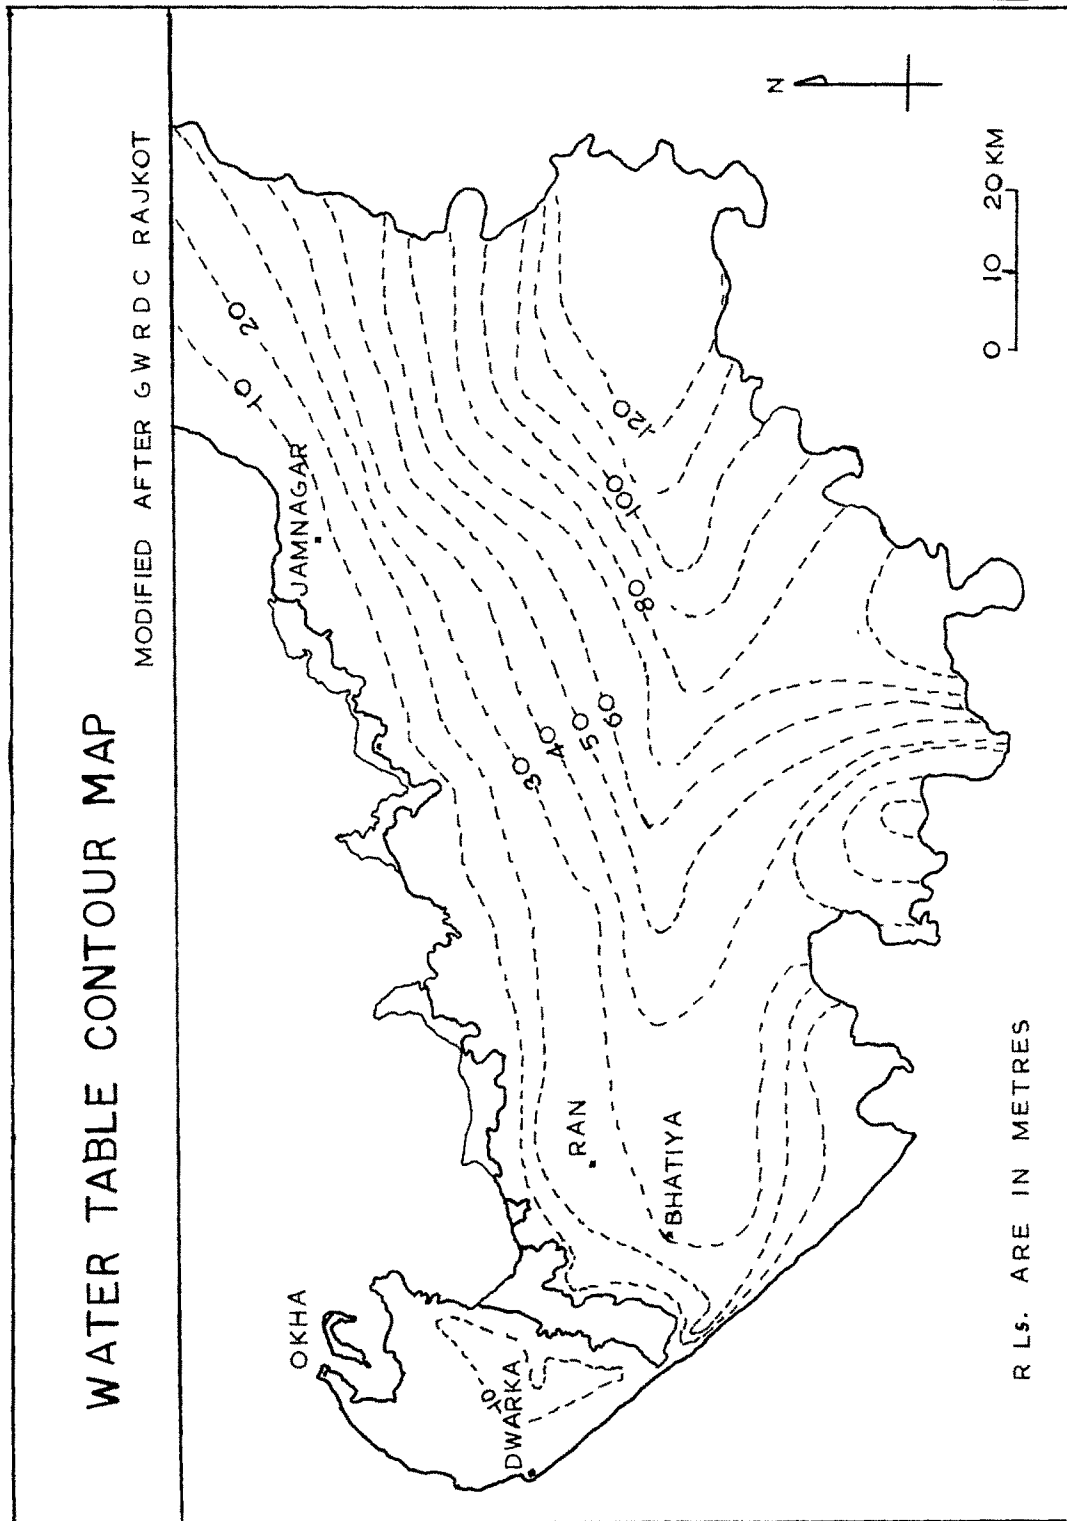 WATER TABLE CONTOUR MAP
MODIFIED AFTER GWRDC RAJKOT
N
OKHA
JAMNAGAR
DWARKA
RAN
BHATIYA
10
20
10
30
40
50
60
80
100
120
0 10 20 KM
R Ls. ARE IN METRES